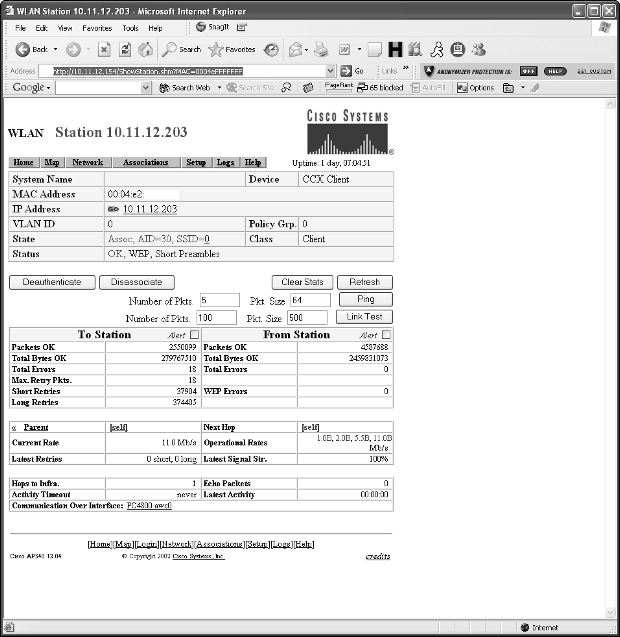 WLAN Station 10.11.12.203 - Microsoft Internet Explorer
File Edit View Favorites Tools Help SnagIt
Back Search Favorites
Address http://10.11.12.154/ShowStation.shm?MAC=0004eFFFFFFF Go Links » ANONYMIZER PROTECTION IS: OFF HELP GET_CUSTOM
Google Search Web Search Site PageRank 65 blocked AutoFill Options
CISCO SYSTEMS
WLAN Station 10.11.12.203
Home Map Network Associations Setup Logs Help Uptime: 1 day, 07:04:51
System Name Device CCX Client
MAC Address 00:04:e2:
IP Address 10.11.12.203
VLAN ID 0 Policy Grp. 0
State Assoc, AID=30, SSID=0 Class Client
Status OK, WEP, Short Preambles
Deauthenticate Disassociate Clear Stats Refresh
Number of Pkts. 5 Pkt. Size 64 Ping
Number of Pkts. 100 Pkt. Size 500 Link Test
To Station Alert From Station Alert
Packets OK 2550899 Packets OK 4587688
Total Bytes OK 279767510 Total Bytes OK 2459831073
Total Errors 18 Total Errors 0
Max. Retry Pkts. 18
Short Retries 37904 WEP Errors 0
Long Retries 374405
« Parent [self] Next Hop [self]
Current Rate 11.0 Mb/s Operational Rates 1.0B, 2.0B, 5.5B, 11.0B Mb/s
Latest Retries 0 short, 0 long Latest Signal Str. 100%
Hops to Infra. 1 Echo Packets 0
Activity Timeout never Latest Activity 00:00:00
Communication Over Interface: PC4800 awc0
[Home][Map][Login][Network][Associations][Setup][Logs][Help]
Cisco AP340 12.04 © Copyright 2002 Cisco Systems, Inc. credits
Internet